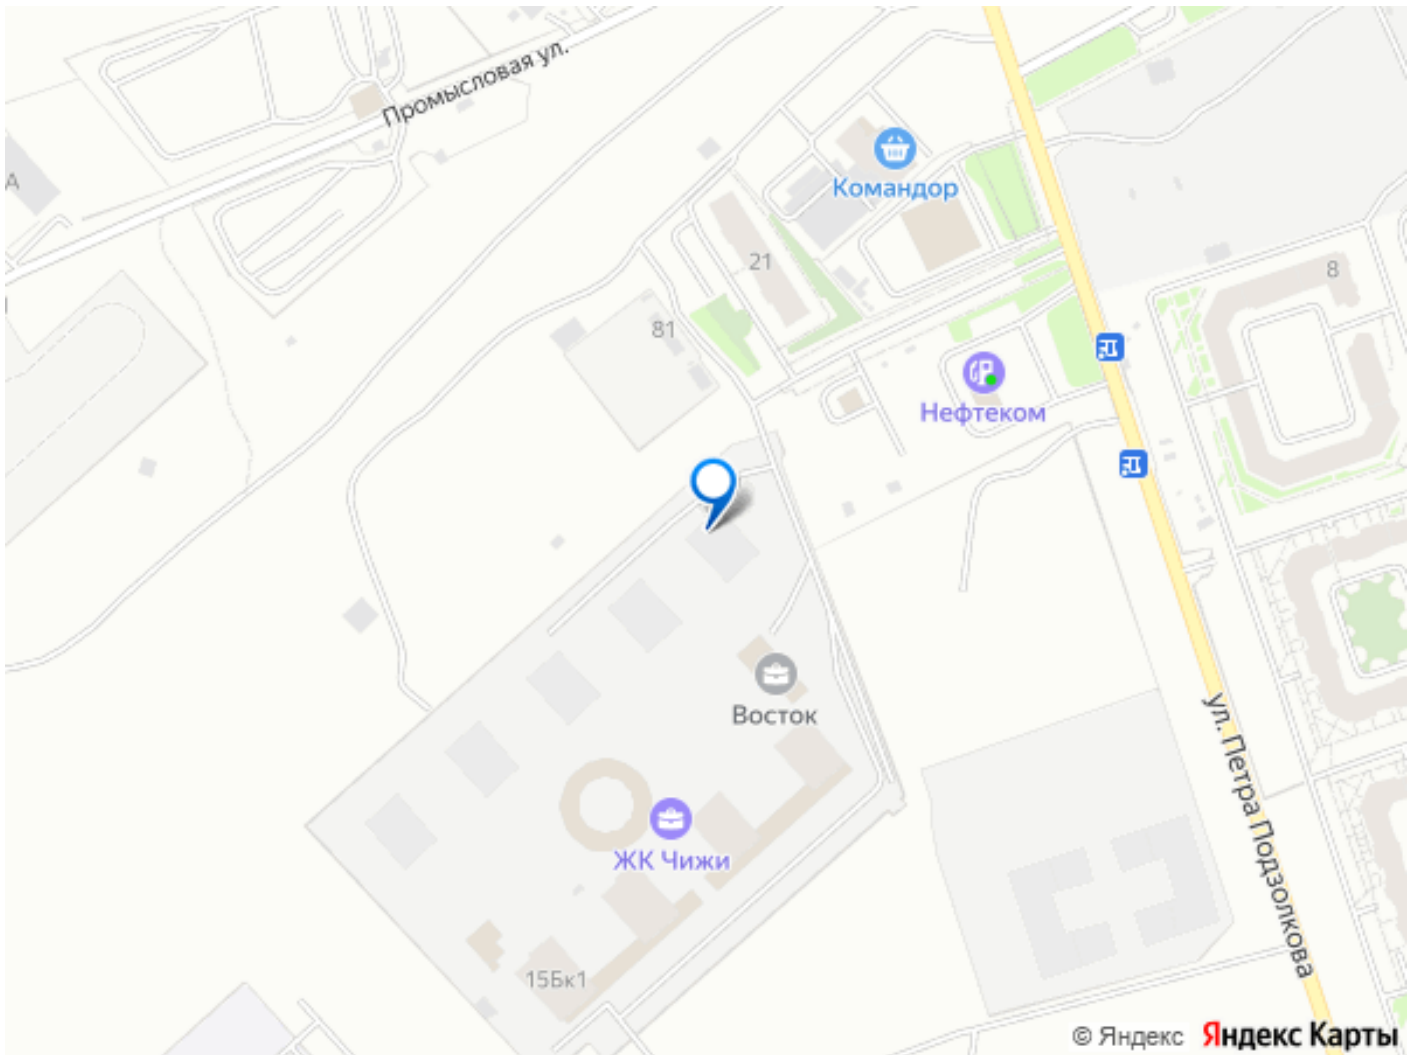 Промысловая ул.
А
Командор
21
8
81
Нефтеком
Восток
ул. Петра Подзолкова
ЖК Чижи
15Бк1
© Яндекс Яндекс Карты